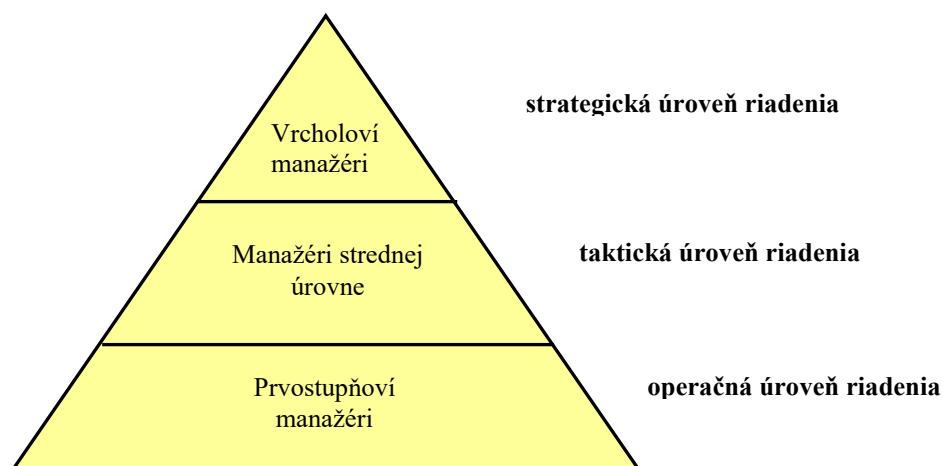 strategická úroveň riadenia
Vrcholoví
manažéri
Manažéri strednej
úrovne
taktická úroveň riadenia
Prvostupňoví
manažéri
operačná úroveň riadenia